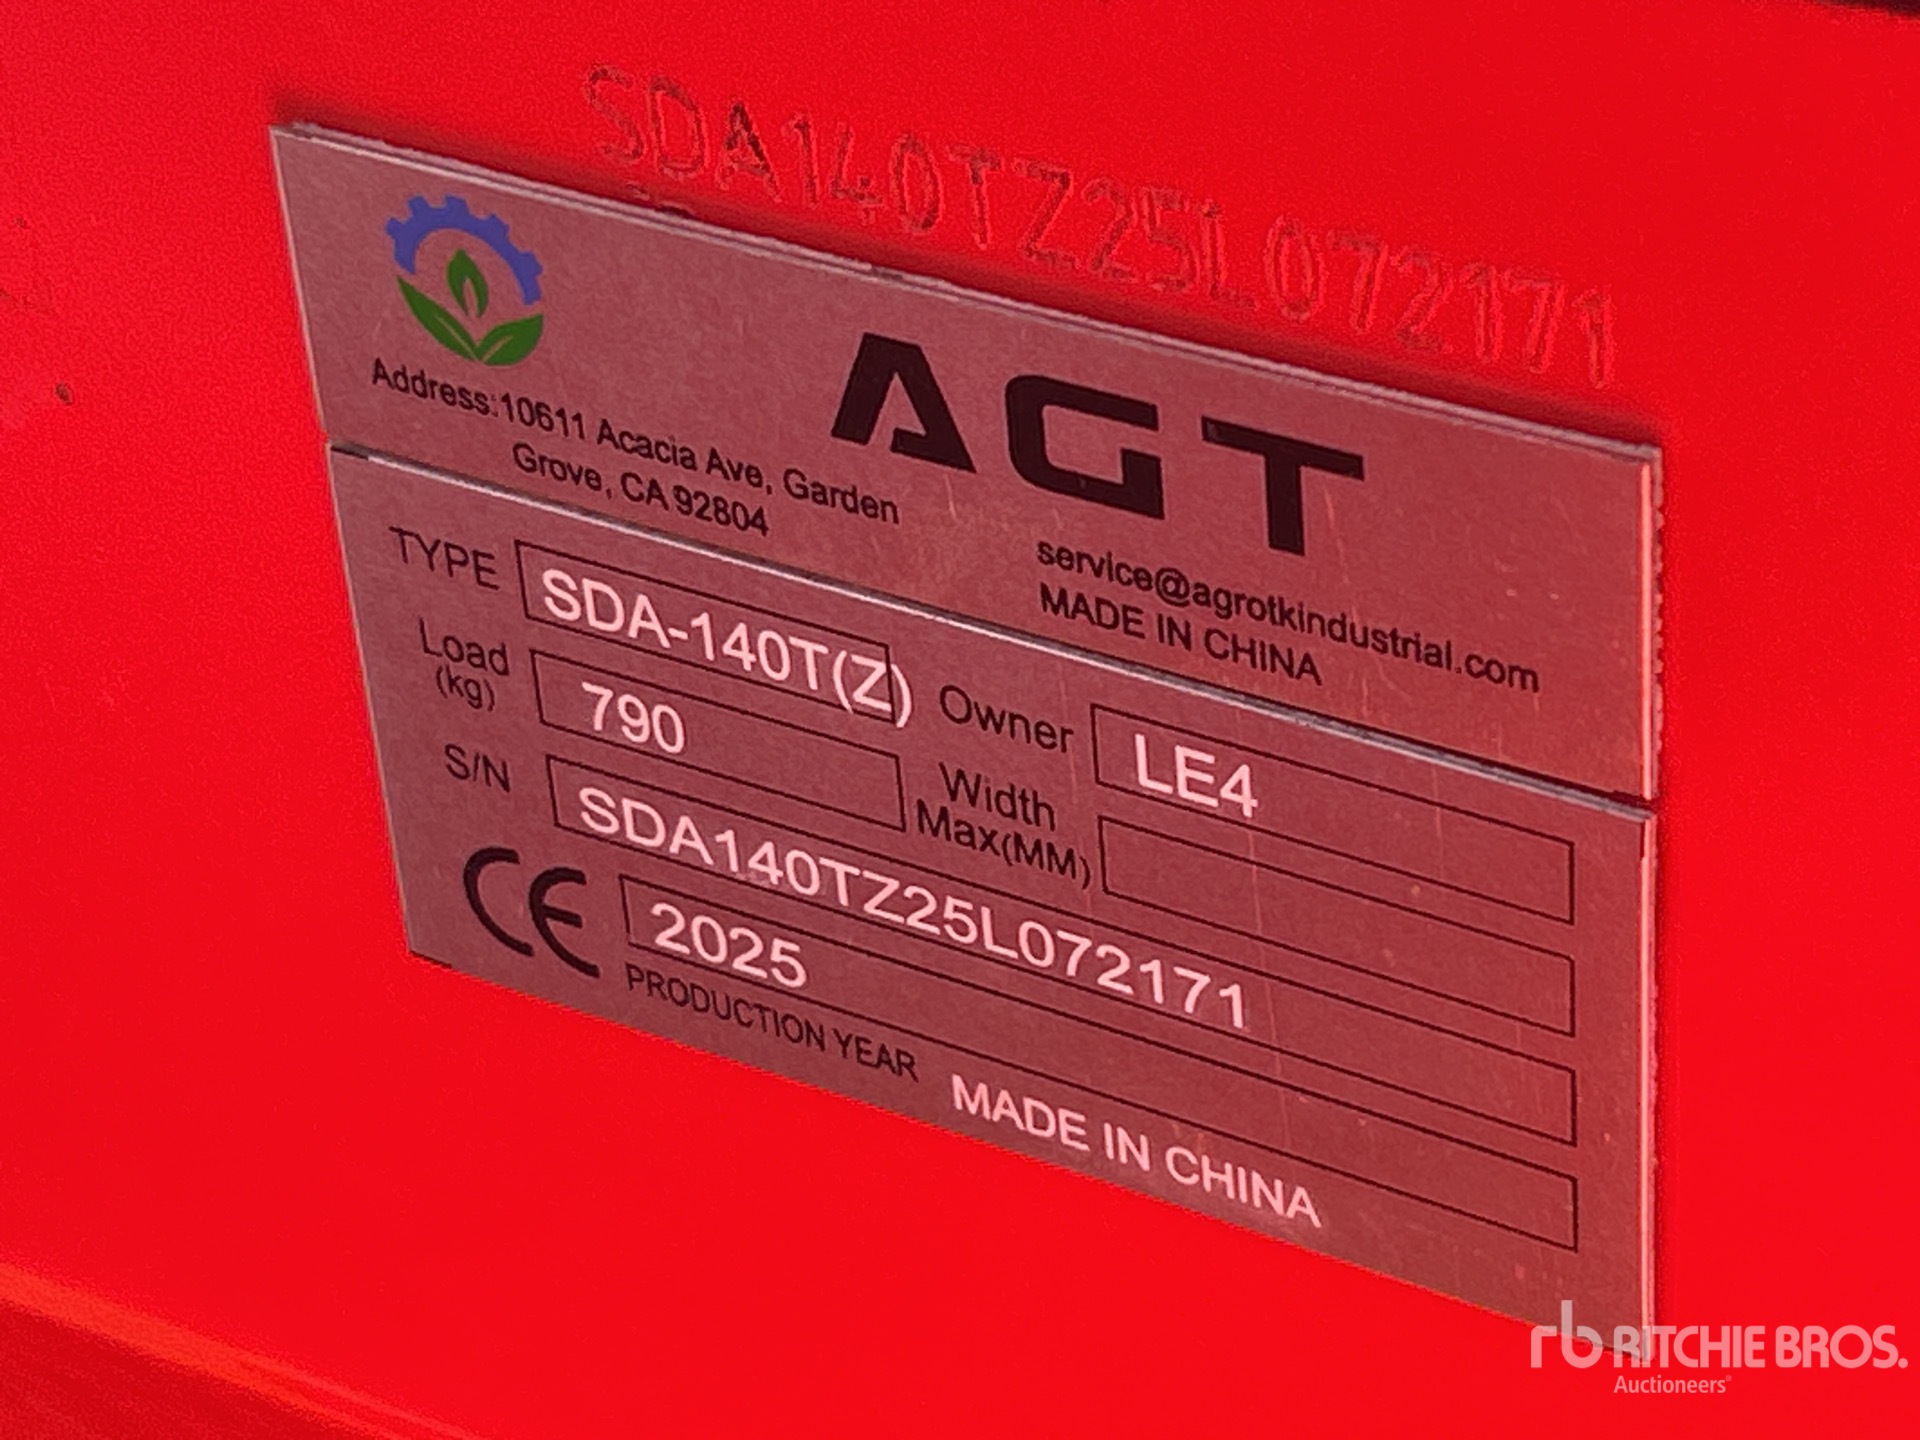 SDA140TZ25L072171
AGT
Address:10611 Acacia Ave, Garden
Grove, CA 92804
service@agrotkindustrial.com
MADE IN CHINA
TYPE SDA-140T(Z) Owner LE4
Load (kg) 790 Width Max(MM)
S/N SDA140TZ25L072171
CE 2025
PRODUCTION YEAR
MADE IN CHINA
rb RITCHIE BROS.
Auctioneers®